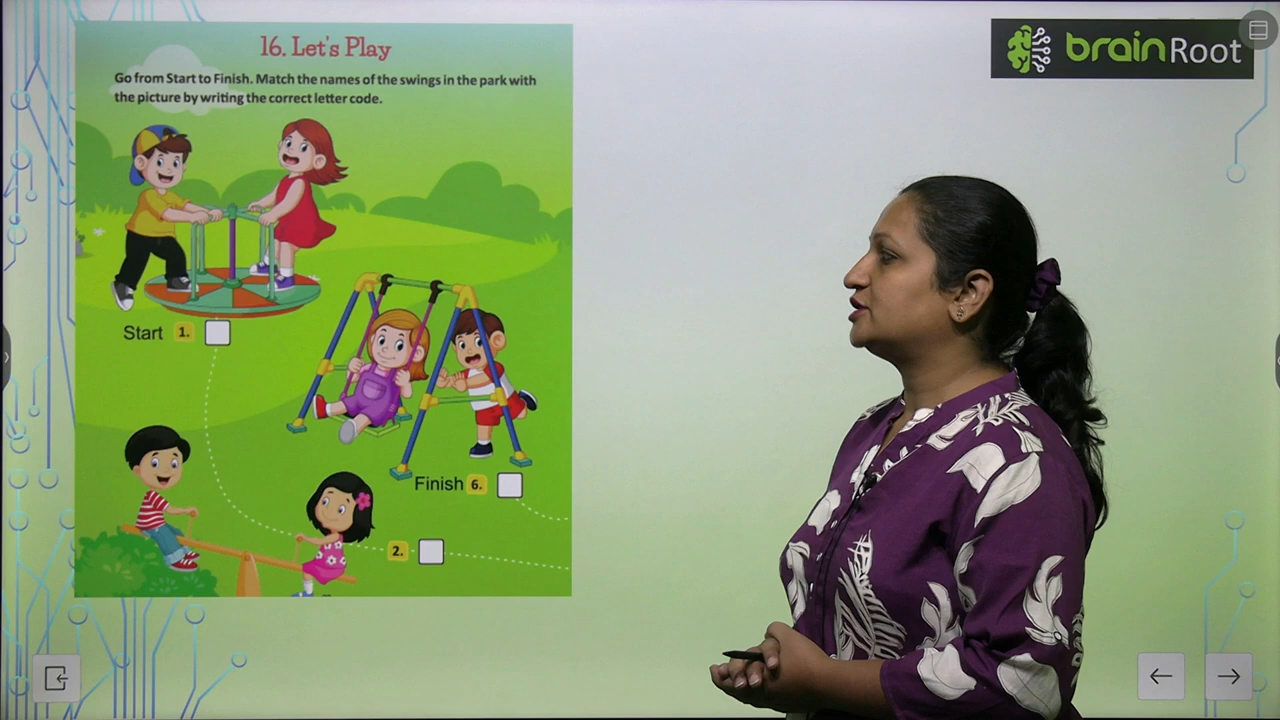 16. Let's Play
Go from Start to Finish. Match the names of the swings in the park with
the picture by writing the correct letter code.
Start 1.
Finish 6.
2.
brainRoot